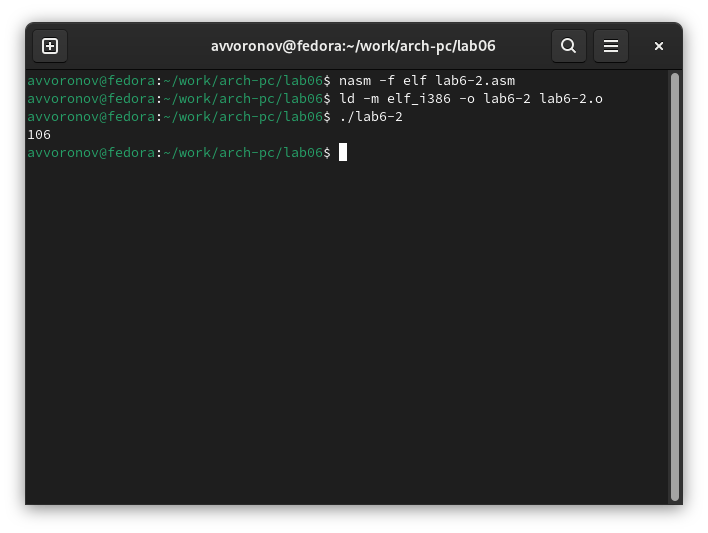 avvoronov@fedora:~/work/arch-pc/lab06
avvoronov@fedora:~/work/arch-pc/lab06$ nasm -f elf lab6-2.asm
avvoronov@fedora:~/work/arch-pc/lab06$ ld -m elf_i386 -o lab6-2 lab6-2.o
avvoronov@fedora:~/work/arch-pc/lab06$ ./lab6-2
106
avvoronov@fedora:~/work/arch-pc/lab06$